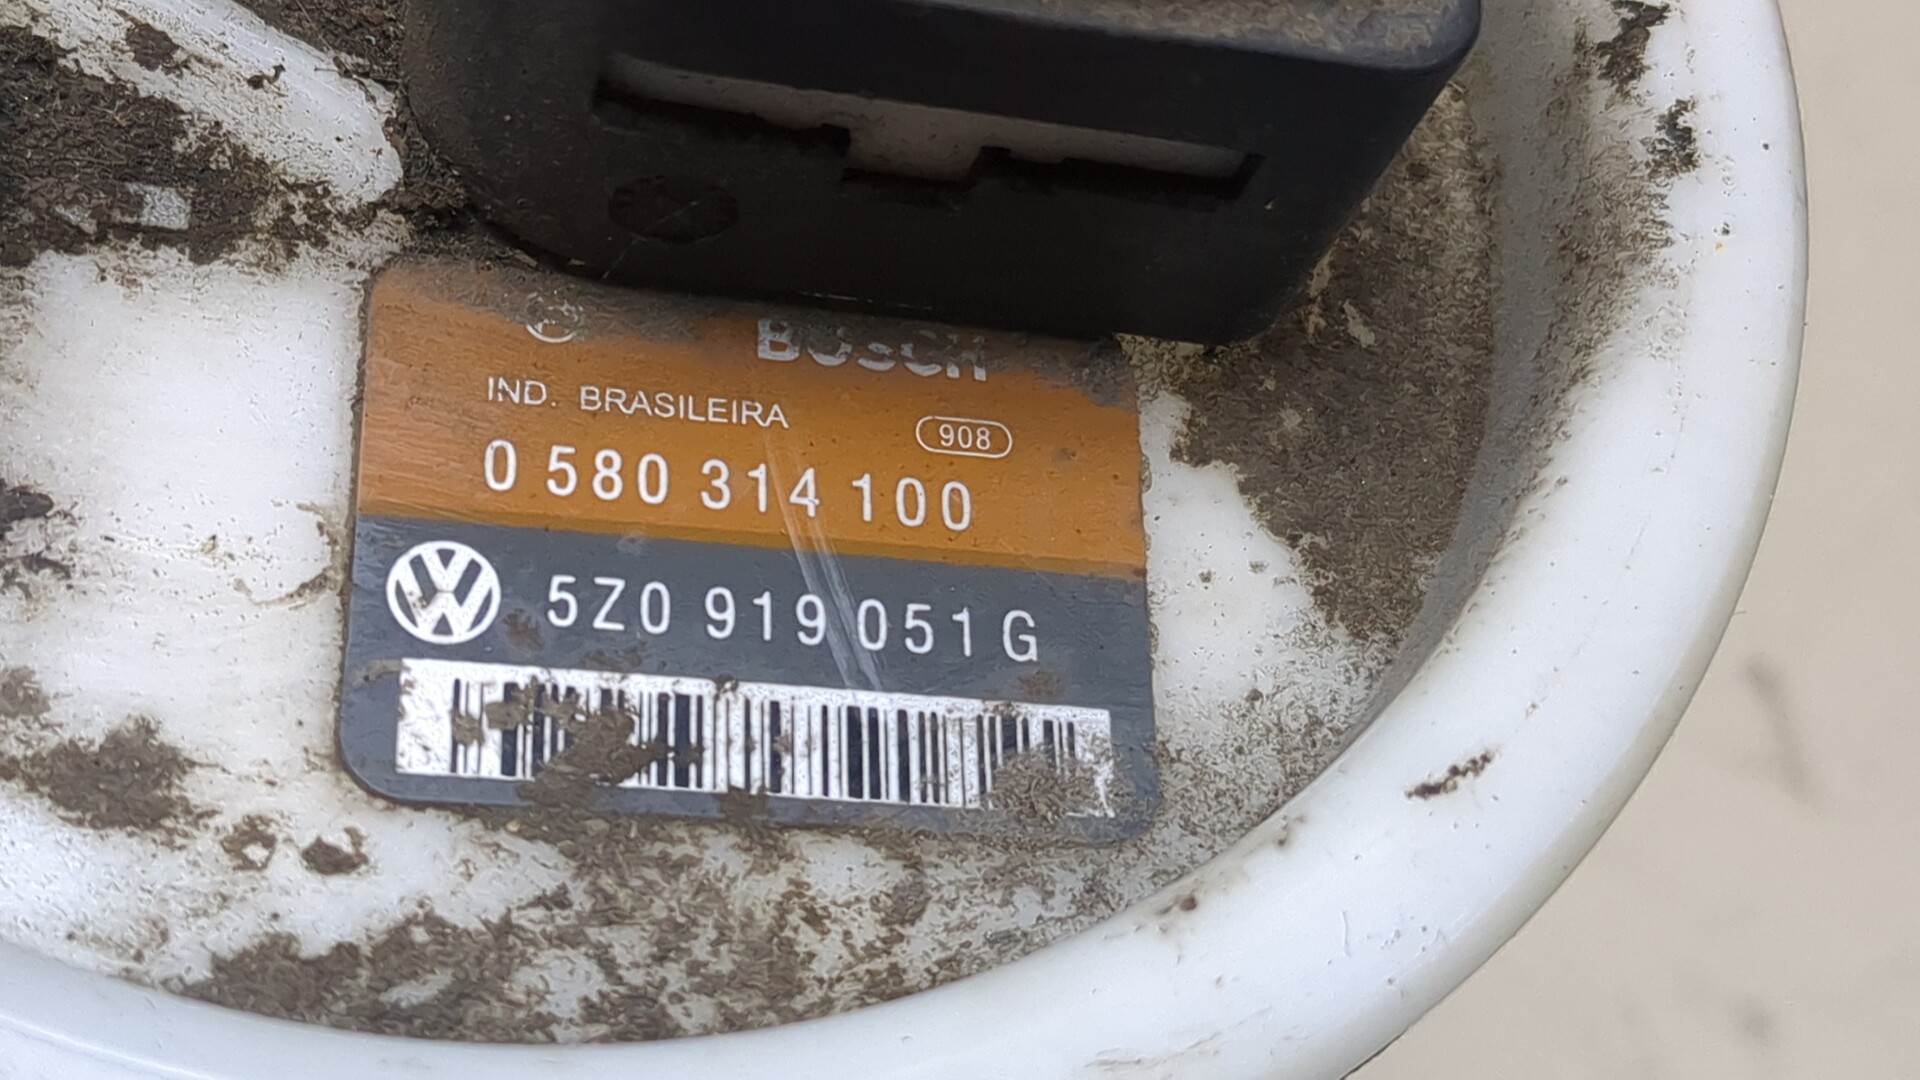 BOSCH
IND. BRASILEIRA
908
0 580 314 100
5Z0 919 051 G